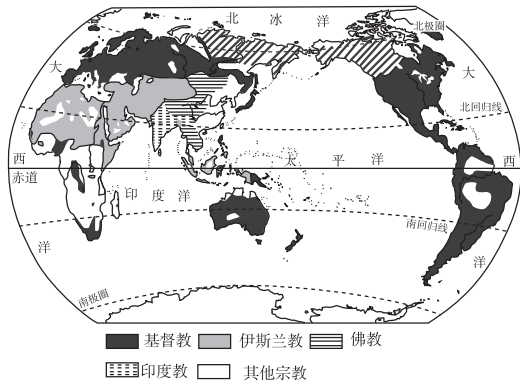 北冰洋
北极圈
大
大
北回归线
西
太平洋
西
赤道
印度洋
南回归线
洋
洋
南极圈
基督教
伊斯兰教
佛教
印度教
其他宗教